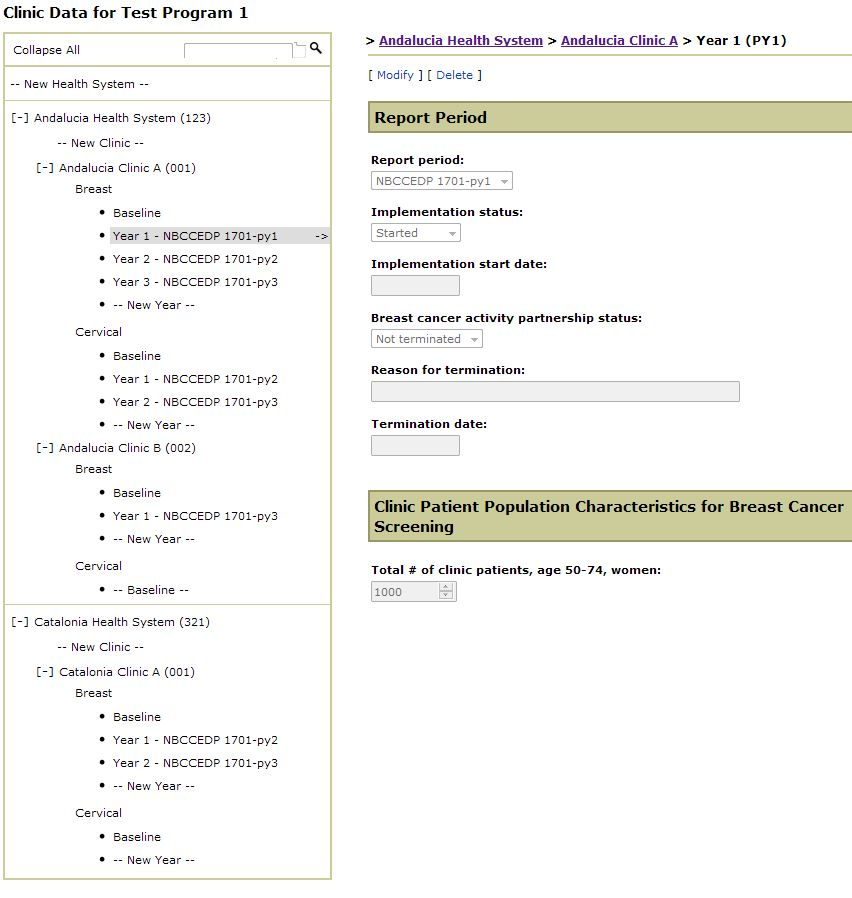 Clinic Data for Test Program 1
Collapse All
-- New Health System --
[-] Andalucia Health System (123)
-- New Clinic --
[-] Andalucia Clinic A (001)
Breast
• Baseline
• Year 1 - NBCCEDP 1701-py1 ->
• Year 2 - NBCCEDP 1701-py2
• Year 3 - NBCCEDP 1701-py3
• -- New Year --
Cervical
• Baseline
• Year 1 - NBCCEDP 1701-py2
• Year 2 - NBCCEDP 1701-py3
• -- New Year --
[-] Andalucia Clinic B (002)
Breast
• Baseline
• Year 1 - NBCCEDP 1701-py3
• -- New Year --
Cervical
• -- Baseline --
[-] Catalonia Health System (321)
-- New Clinic --
[-] Catalonia Clinic A (001)
Breast
• Baseline
• Year 1 - NBCCEDP 1701-py2
• Year 2 - NBCCEDP 1701-py3
• -- New Year --
Cervical
• Baseline
• -- New Year --
> Andalucia Health System > Andalucia Clinic A > Year 1 (PY1)
[ Modify ] [ Delete ]
Report Period
Report period:
NBCCEDP 1701-py1
Implementation status:
Started
Implementation start date:
Breast cancer activity partnership status:
Not terminated
Reason for termination:
Termination date:
Clinic Patient Population Characteristics for Breast Cancer
Screening
Total # of clinic patients, age 50-74, women:
1000